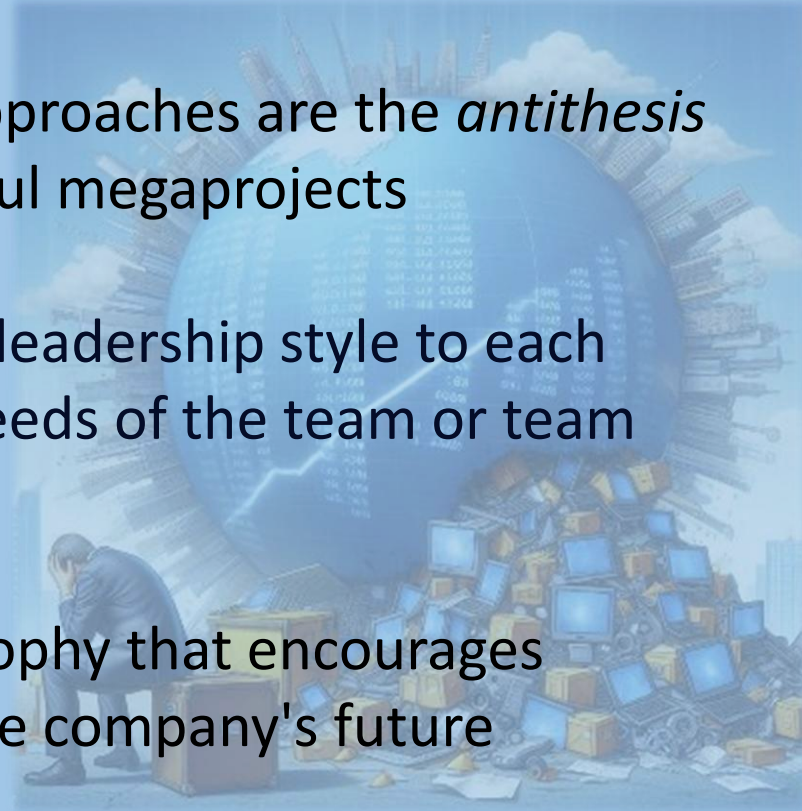 proaches are the antithesis
ul megaprojects
leadership style to each
eeds of the team or team
ophy that encourages
e company's future